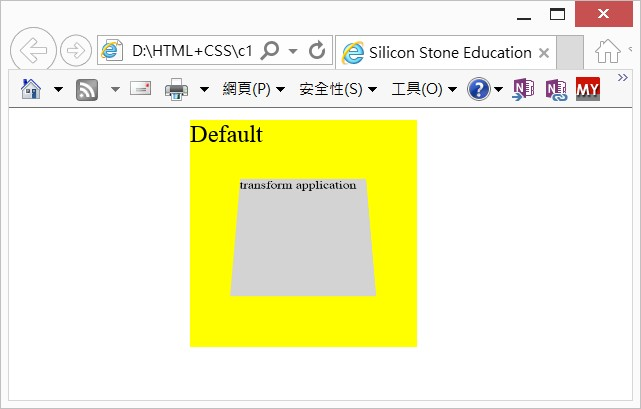 D:\HTML+CSS\c1
Silicon Stone Education
網頁(P) 安全性(S) 工具(O) MY
Default
transform application